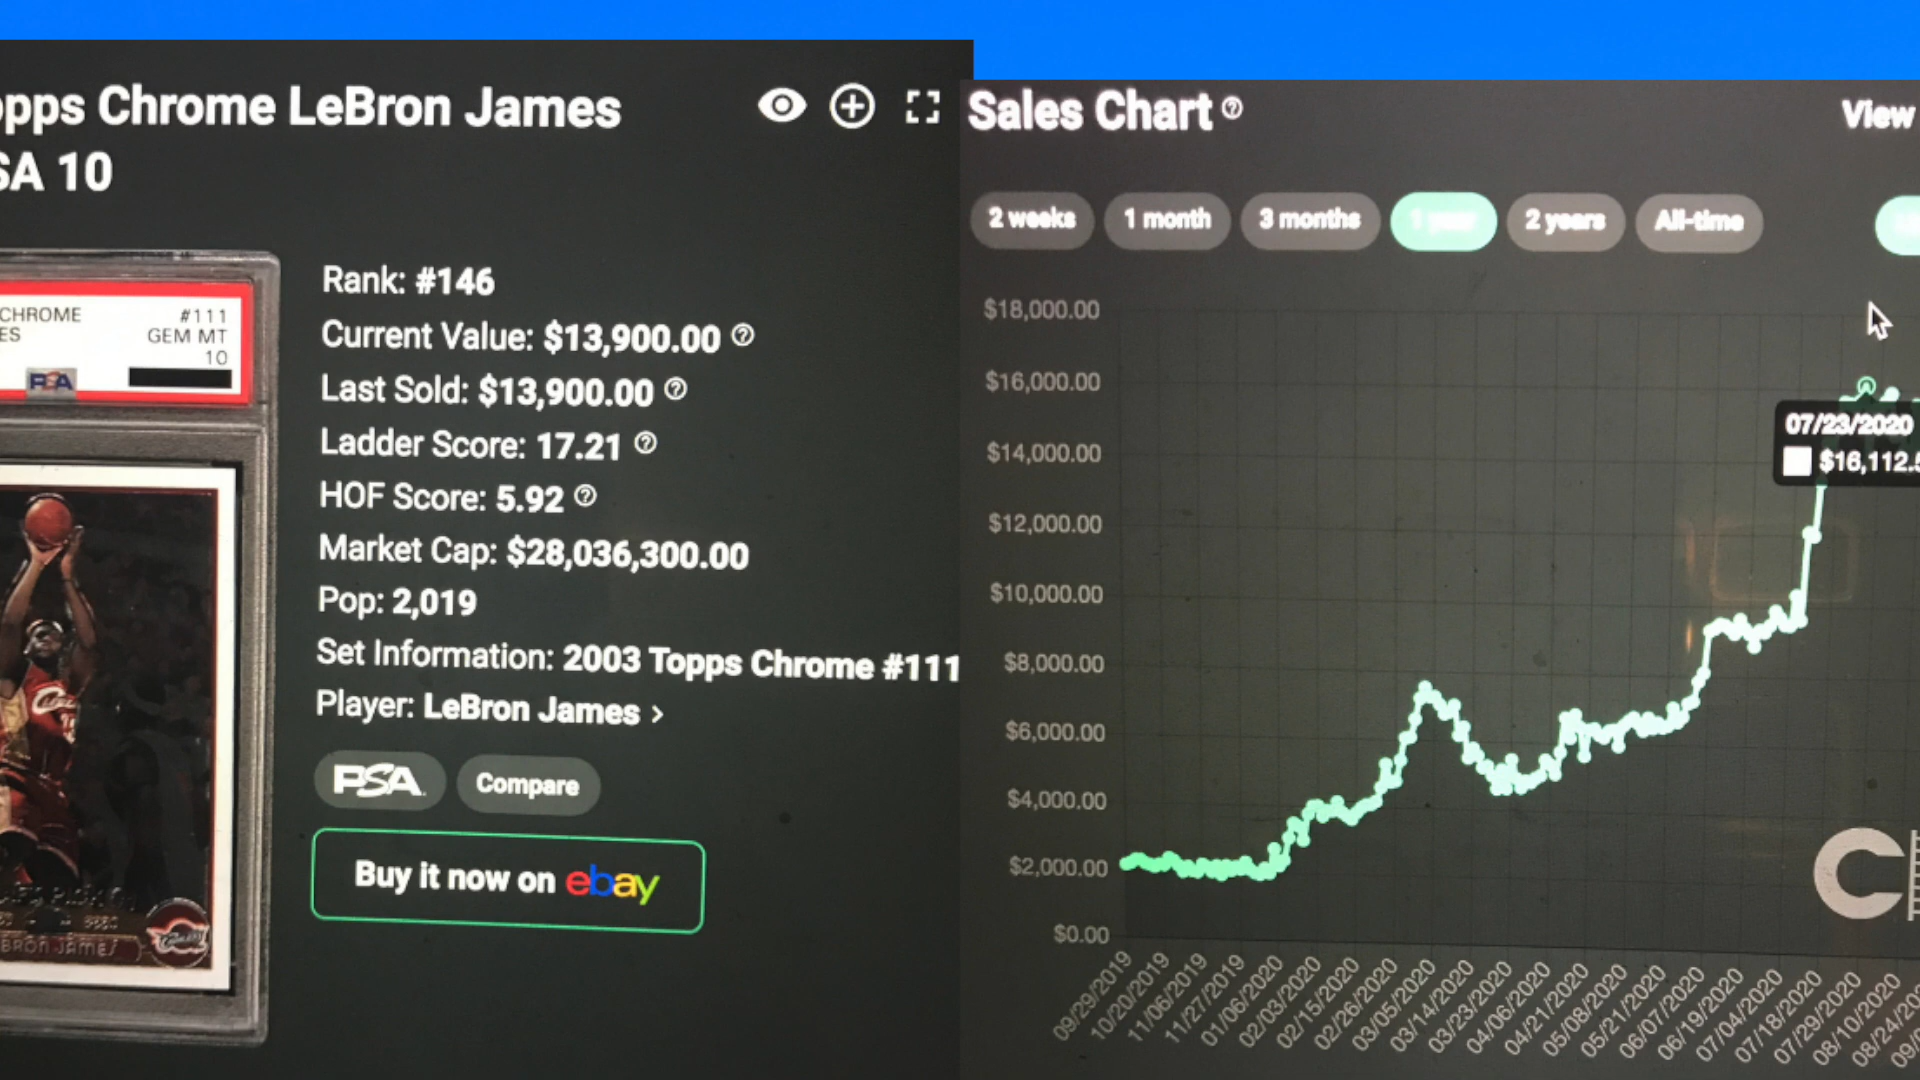 opps Chrome LeBron James
SA 10
CHROME #111
ES GEM MT
10
PSA
Rank: #146
Current Value: $13,900.00
Last Sold: $13,900.00
Ladder Score: 17.21
HOF Score: 5.92
Market Cap: $28,036,300.00
Pop: 2,019
Set Information: 2003 Topps Chrome #111
Player: LeBron James >
PSA Compare
Buy it now on ebay
BRON JAMES
Sales Chart View
2 weeks 1 month 3 months 1 year 2 years All-time
$18,000.00
$16,000.00
$14,000.00
$12,000.00
$10,000.00
$8,000.00
$6,000.00
$4,000.00
$2,000.00
$0.00
07/23/2020
$16,112.5
09/29/2019
10/20/2019
11/06/2019
11/27/2019
01/06/2020
02/03/2020
02/15/2020
02/26/2020
03/05/2020
03/14/2020
03/23/2020
04/06/2020
04/21/2020
05/08/2020
05/21/2020
06/07/2020
06/19/2020
07/04/2020
07/18/2020
07/29/2020
08/10/2020
08/24/202